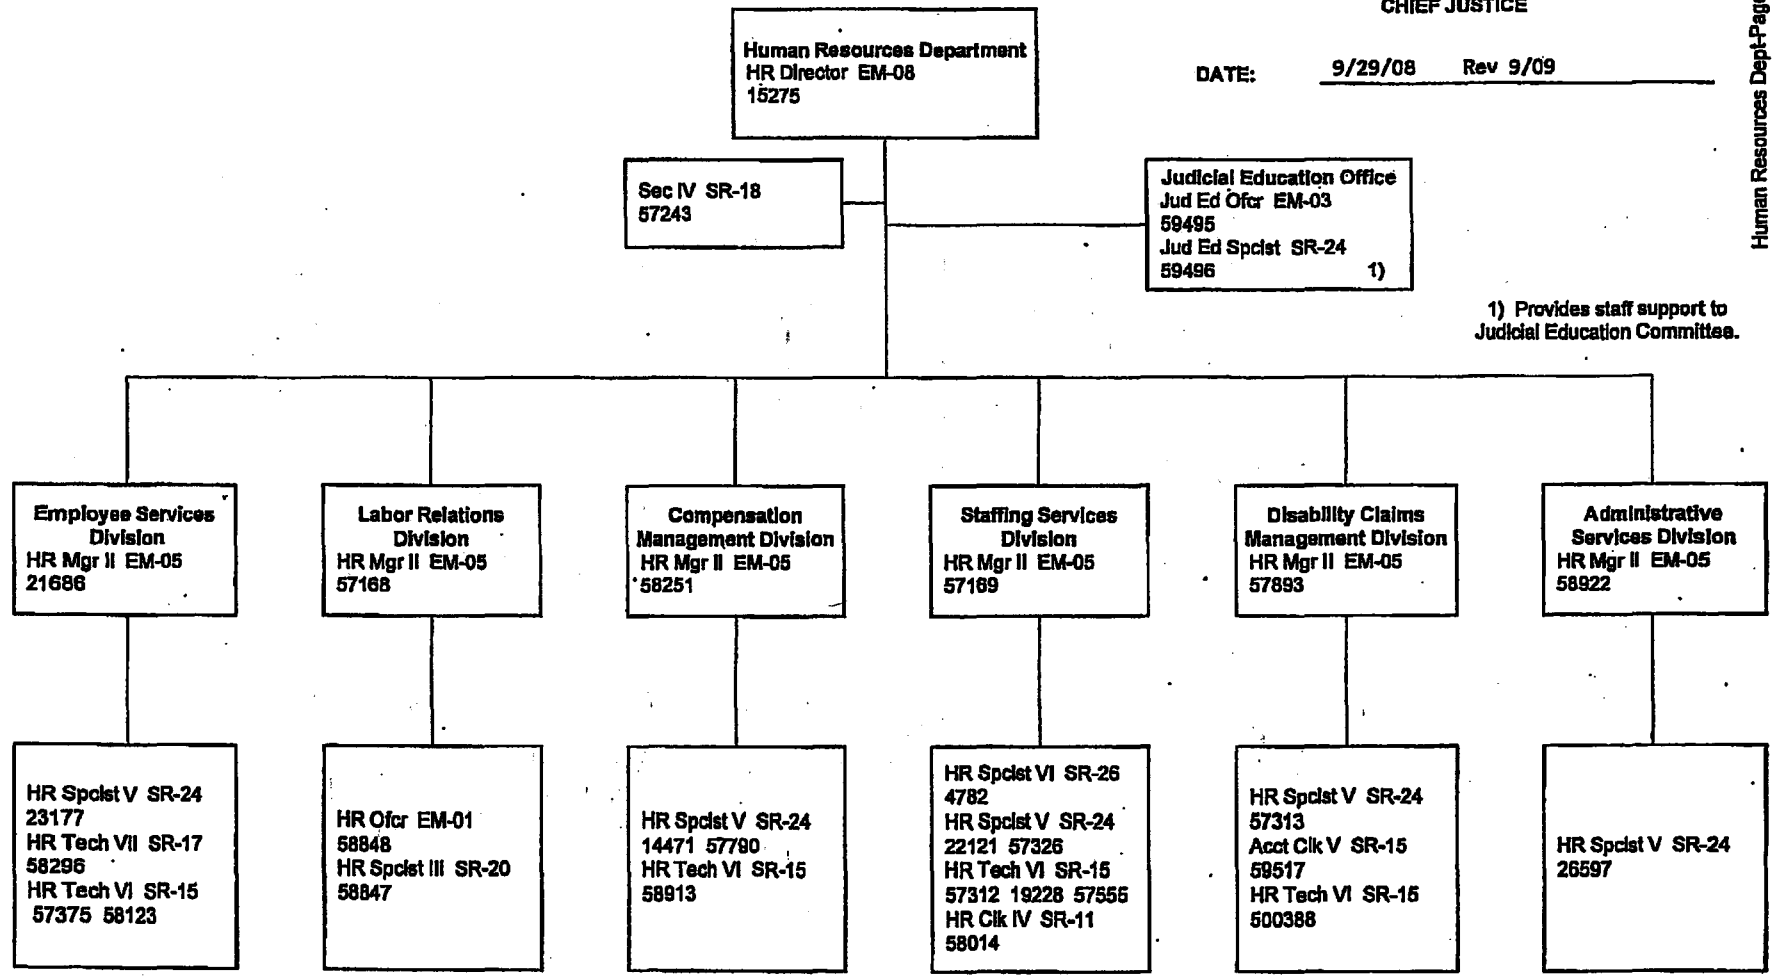 CHIEF JUSTICE
DATE: 9/29/08 Rev 9/09
Human Resources Dept-Page
Human Resources Department
HR Director EM-08
15275
Sec IV SR-18
57243
Judicial Education Office
Jud Ed Ofcr EM-03
59495
Jud Ed Spclst SR-24
59496 1)
1) Provides staff support to
Judicial Education Committee.
Employee Services
Division
HR Mgr II EM-05
21686
Labor Relations
Division
HR Mgr II EM-05
57168
Compensation
Management Division
HR Mgr II EM-05
58251
Staffing Services
Division
HR Mgr II EM-05
57169
Disability Claims
Management Division
HR Mgr II EM-05
57893
Administrative
Services Division
HR Mgr II EM-05
58922
HR Spclst V SR-24
23177
HR Tech VII SR-17
58296
HR Tech VI SR-15
57375 58123
HR Ofcr EM-01
58848
HR Spclst III SR-20
58847
HR Spclst V SR-24
14471 57790
HR Tech VI SR-15
58913
HR Spclst VI SR-26
4782
HR Spclst V SR-24
22121 57326
HR Tech VI SR-15
57312 19228 57555
HR Clk IV SR-11
58014
HR Spclst V SR-24
57313
Acct Clk V SR-15
59517
HR Tech VI SR-15
500388
HR Spclst V SR-24
26597